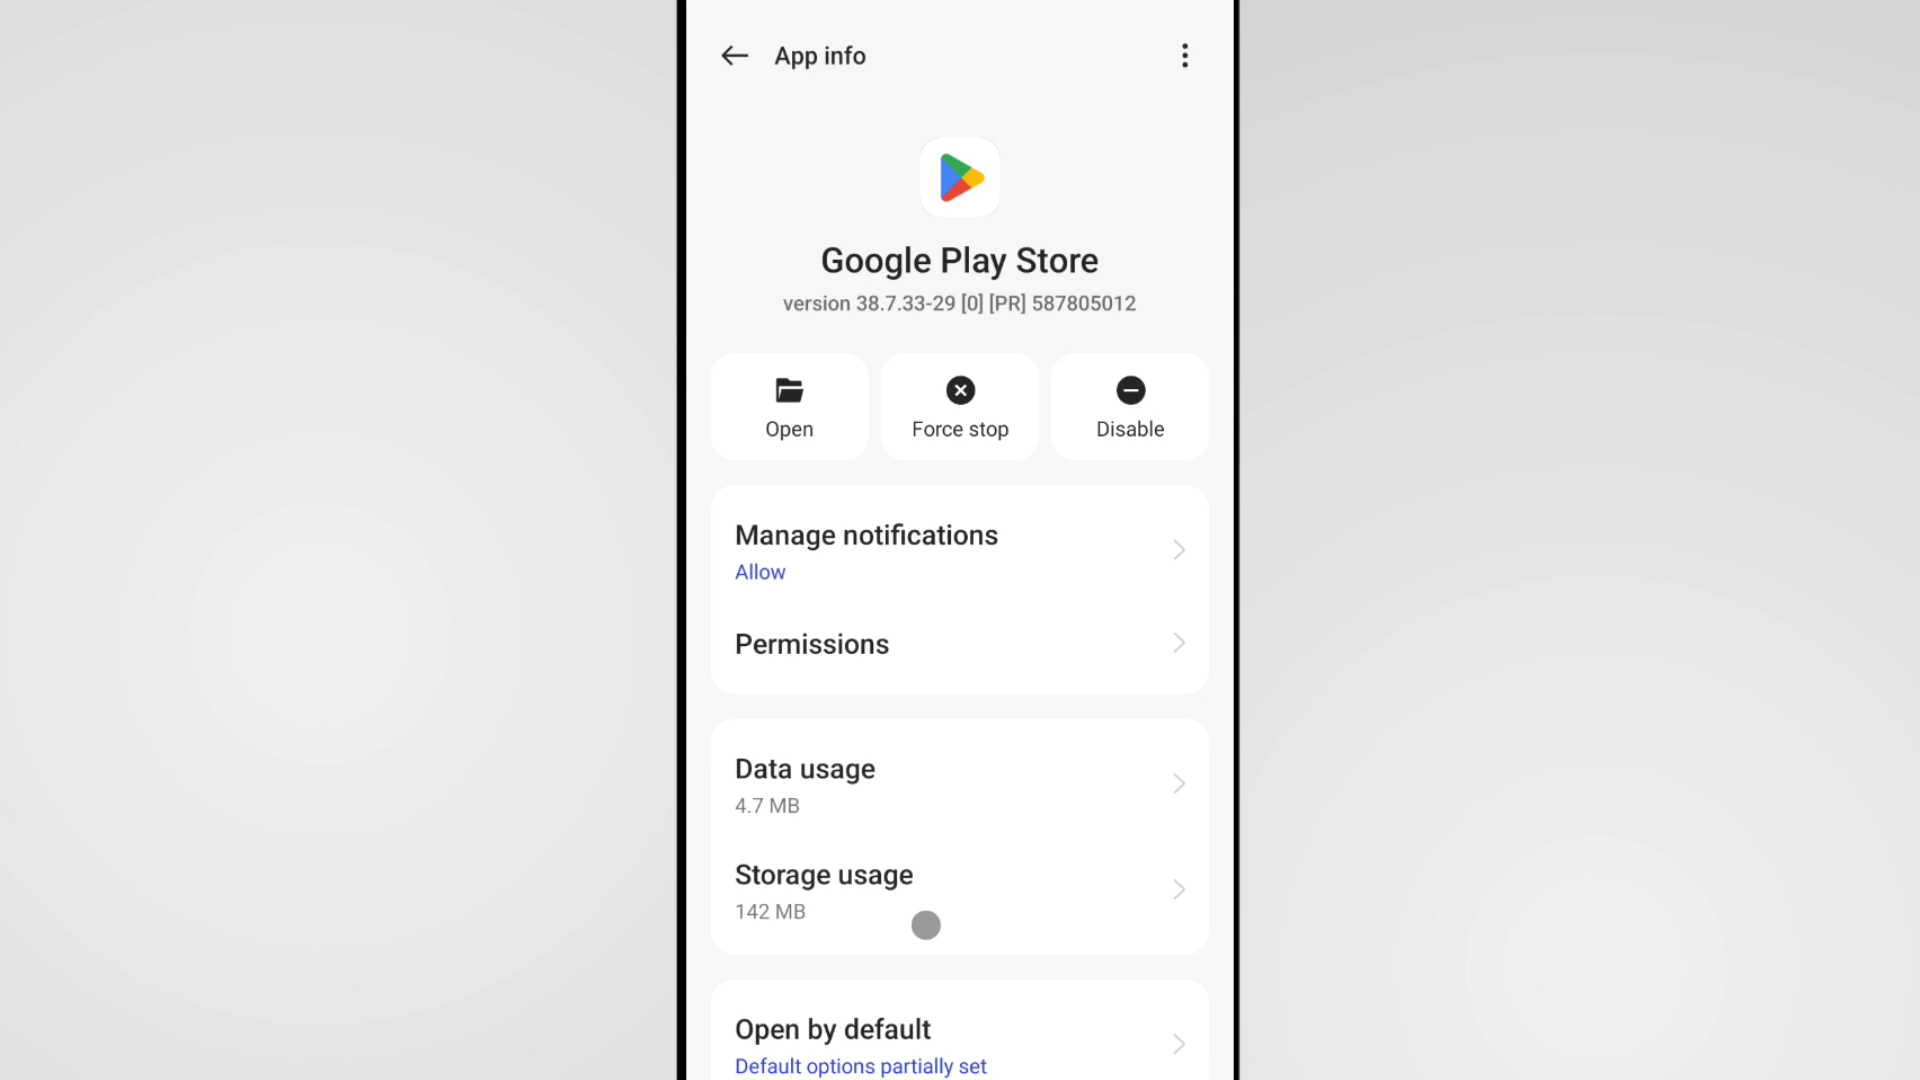 App info
Google Play Store
version 38.7.33-29 [0] [PR] 587805012
Open
Force stop
Disable
Manage notifications
Allow
Permissions
Data usage
4.7 MB
Storage usage
142 MB
Open by default
Default options partially set